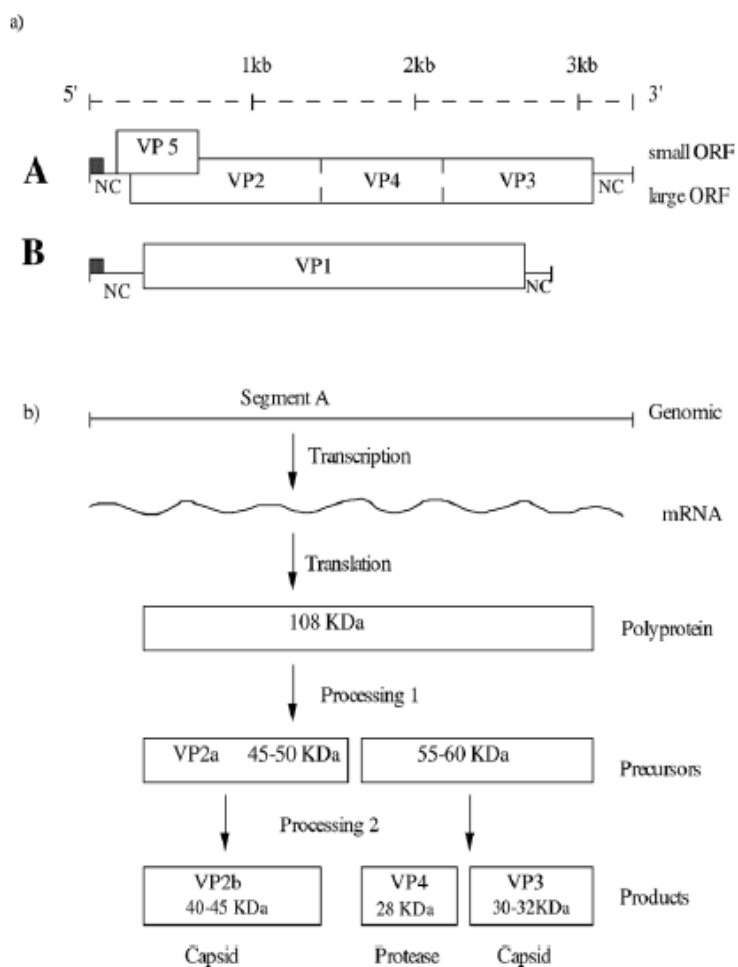 a)
1kb 2kb 3kb
5' 3'
VP 5 small ORF
A NC VP2 VP4 VP3 NC
large ORF
B VP1
NC NC
b) Segment A Genomic
Transcription
mRNA
Translation
108 KDa Polyprotein
Processing 1
VP2a 45-50 KDa 55-60 KDa Precursors
Processing 2
VP2b VP4 VP3 Products
40-45 KDa 28 KDa 30-32KDa
Capsid Protease Capsid